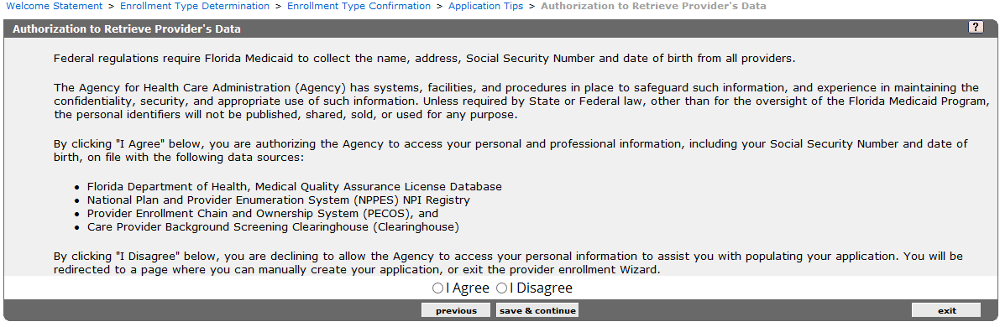 Welcome Statement > Enrollment Type Determination > Enrollment Type Confirmation > Application Tips > Authorization to Retrieve Provider's Data
Authorization to Retrieve Provider's Data ?
Federal regulations require Florida Medicaid to collect the name, address, Social Security Number and date of birth from all providers.
The Agency for Health Care Administration (Agency) has systems, facilities, and procedures in place to safeguard such information, and experience in maintaining the
confidentiality, security, and appropriate use of such information. Unless required by State or Federal law, other than for the oversight of the Florida Medicaid Program,
the personal identifiers will not be published, shared, sold, or used for any purpose.
By clicking "I Agree" below, you are authorizing the Agency to access your personal and professional information, including your Social Security Number and date of
birth, on file with the following data sources:
• Florida Department of Health, Medical Quality Assurance License Database
• National Plan and Provider Enumeration System (NPPES) NPI Registry
• Provider Enrollment Chain and Ownership System (PECOS), and
• Care Provider Background Screening Clearinghouse (Clearinghouse)
By clicking "I Disagree" below, you are declining to allow the Agency to access your personal information to assist you with populating your application. You will be
redirected to a page where you can manually create your application, or exit the provider enrollment Wizard.
I Agree I Disagree
previous save & continue exit